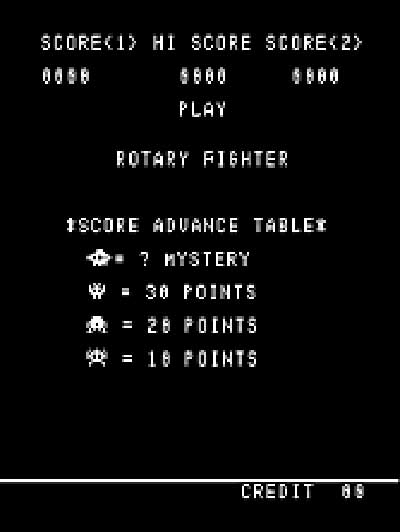 SCORE<1> HI SCORE SCORE<2>
0000 0000 0000
PLAY
ROTARY FIGHTER
*SCORE ADVANCE TABLE*
= ? MYSTERY
= 30 POINTS
= 20 POINTS
= 10 POINTS
CREDIT 00